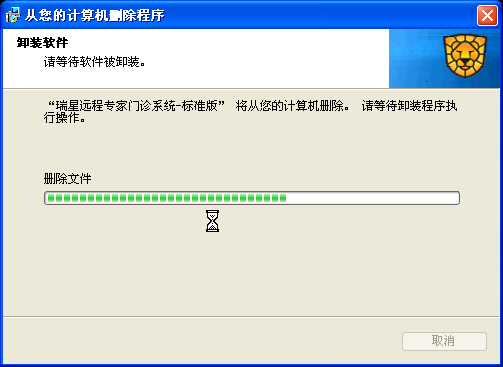 从您的计算机删除程序
卸装软件
请等待软件被卸装。
“瑞星远程专家门诊系统-标准版” 将从您的计算机删除。 请等待卸装程序执
行操作。
删除文件
取消